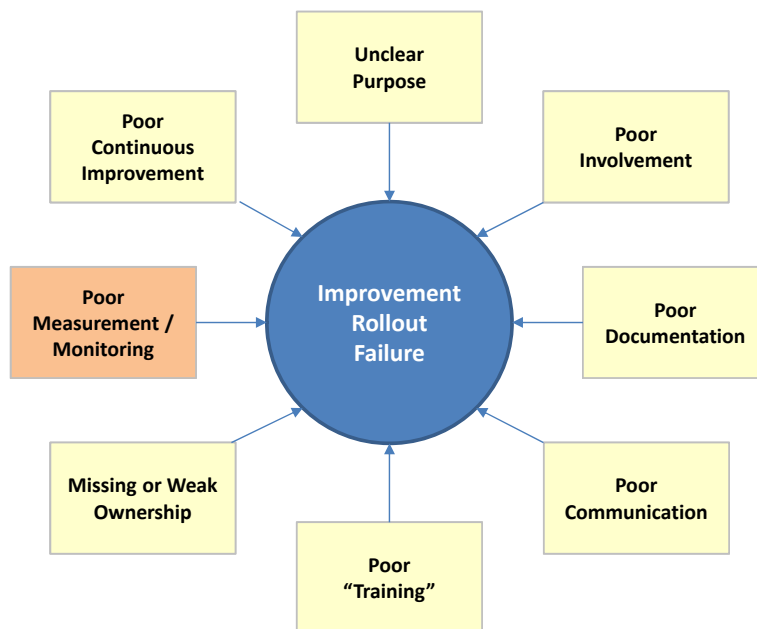 Unclear
Purpose
Poor
Continuous
Improvement
Poor
Involvement
Improvement
Rollout
Failure
Poor
Measurement /
Monitoring
Poor
Documentation
Missing or Weak
Ownership
Poor
Communication
Poor
“Training”